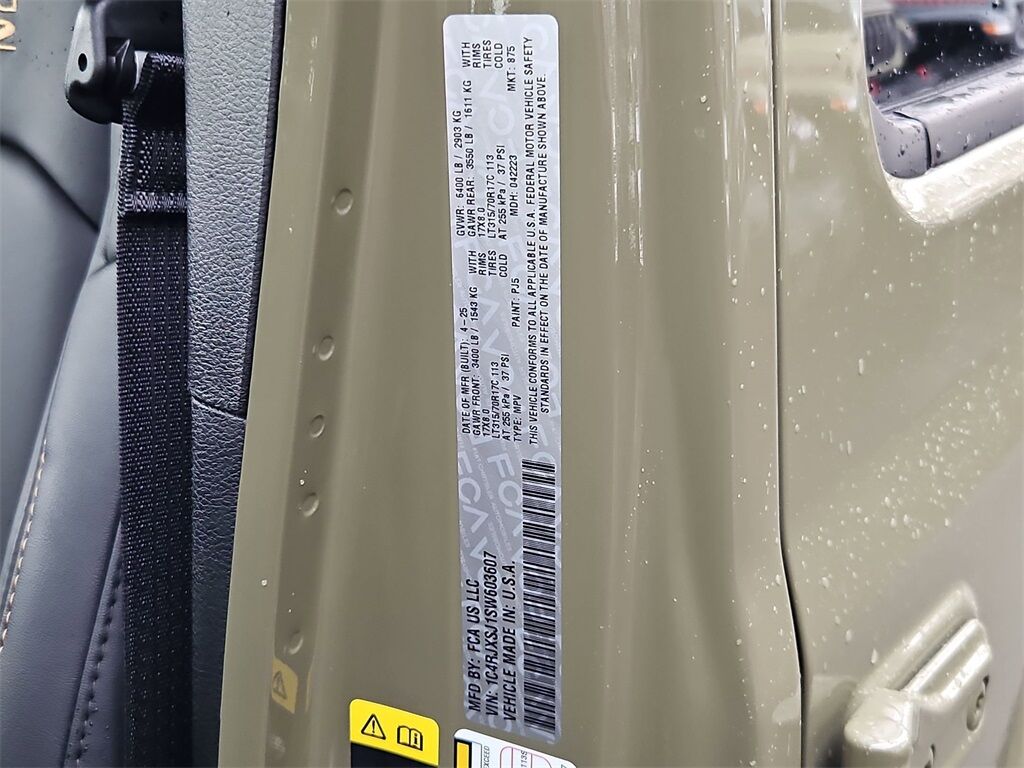 MFD BY: FCA US LLC
DATE OF MFR (BUILT): 4-25
GVWR: 6400 LB / 2903 KG
GAWR FRONT: 3400 LB / 1543 KG WITH
GAWR REAR: 3550 LB / 1611 KG WITH
17X8.0 RIMS
17X8.0 RIMS
LT315/70R17C 113 TIRES
LT315/70R17C 113 TIRES
AT 255 kPa / 37 PSI COLD
AT 255 kPa / 37 PSI COLD
TYPE: MPV PAINT: PJ5 MDH: 042223 MKT: 875
THIS VEHICLE CONFORMS TO ALL APPLICABLE U.S.A. FEDERAL MOTOR VEHICLE SAFETY
STANDARDS IN EFFECT ON THE DATE OF MANUFACTURE SHOWN ABOVE.
VIN: 1C4RJXSJ1SW603607
VEHICLE MADE IN: U.S.A.
FCA
EXCEED